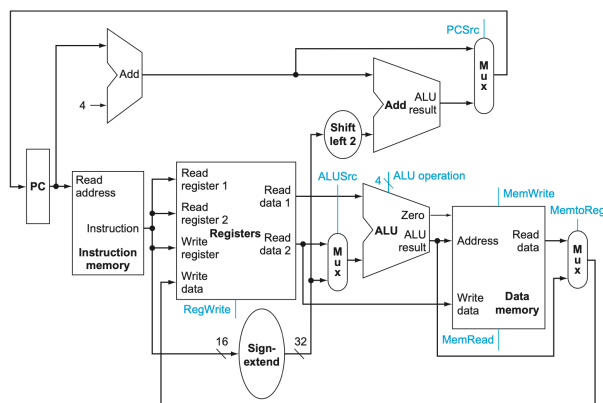 PCSrc
M
u
x
Add
4
Add
ALU
result
Shift
left 2
PC
Read
address
Instruction
Instruction
memory
Read
register 1
Read
register 2
Write
register
Write
data
Registers
Read
data 1
Read
data 2
RegWrite
16
Sign-
extend
32
ALUSrc
M
u
x
4
ALU operation
Zero
ALU
ALU
result
MemWrite
Address
Read
data
Write
data
Data
memory
MemRead
MemtoReg
M
u
x